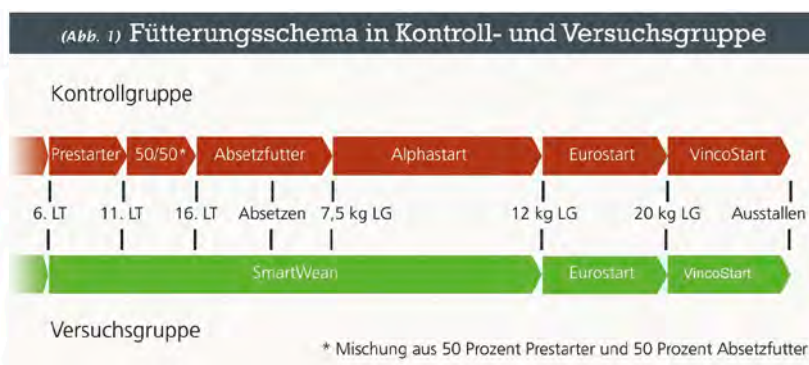 (Abb. 1) Fütterungsschema in Kontroll- und Versuchsgruppe
Kontrollgruppe
Prestarter 50/50* Absetzfutter Alphastart Eurostart VincoStart
6. LT 11. LT 16. LT Absetzen 7,5 kg LG 12 kg LG 20 kg LG Ausstallen
SmartWean Eurostart VincoStart
Versuchsgruppe
* Mischung aus 50 Prozent Prestarter und 50 Prozent Absetzfutter